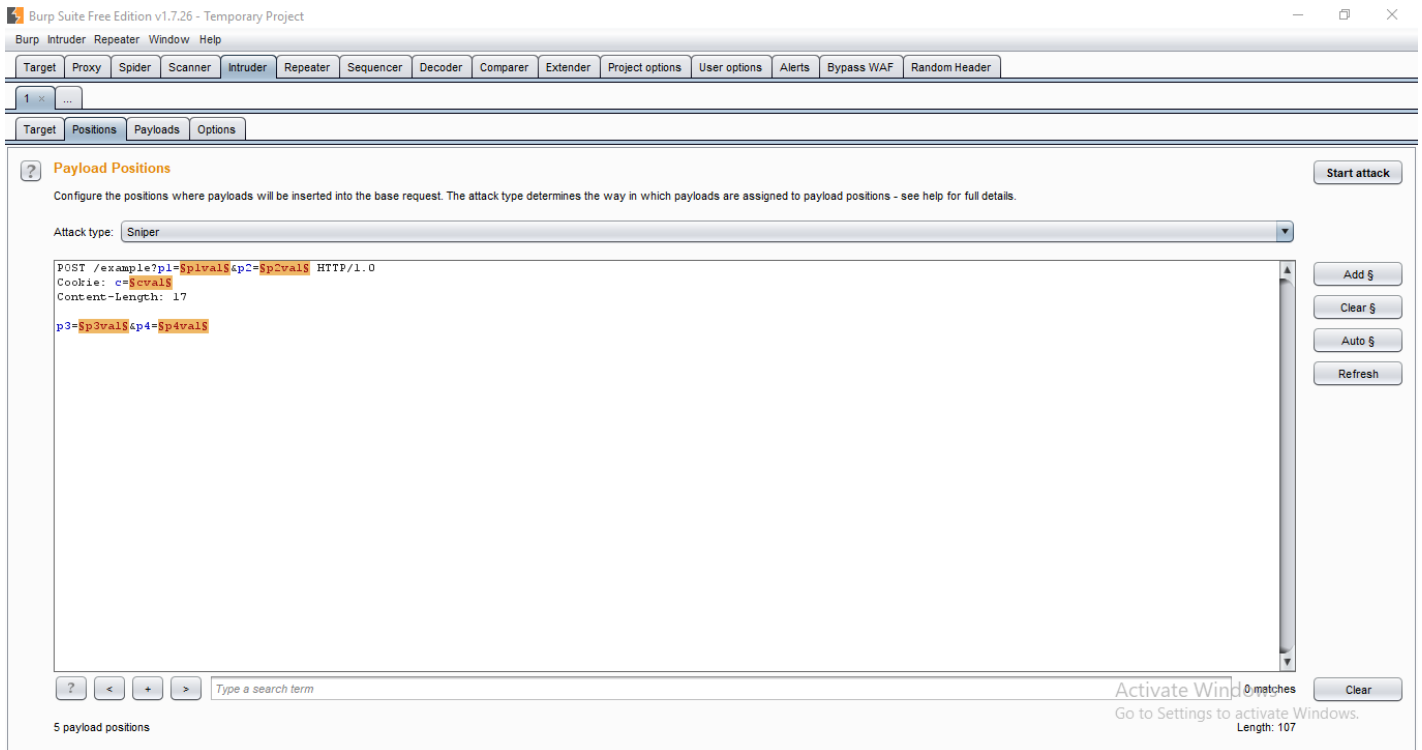 Burp Suite Free Edition v1.7.26 - Temporary Project
Burp Intruder Repeater Window Help
Target Proxy Spider Scanner Intruder Repeater Sequencer Decoder Comparer Extender Project options User options Alerts Bypass WAF Random Header
1 × ...
Target Positions Payloads Options
? Payload Positions
Start attack
Configure the positions where payloads will be inserted into the base request. The attack type determines the way in which payloads are assigned to payload positions - see help for full details.
Attack type: Sniper
POST /example?p1=§p1val§&p2=§p2val§ HTTP/1.0
Cookie: c=§cval§
Content-Length: 17
p3=§p3val§&p4=§p4val§
Add §
Clear §
Auto §
Refresh
? < + > Type a search term
0 matches
Clear
Activate Windows
Go to Settings to activate Windows.
5 payload positions
Length: 107